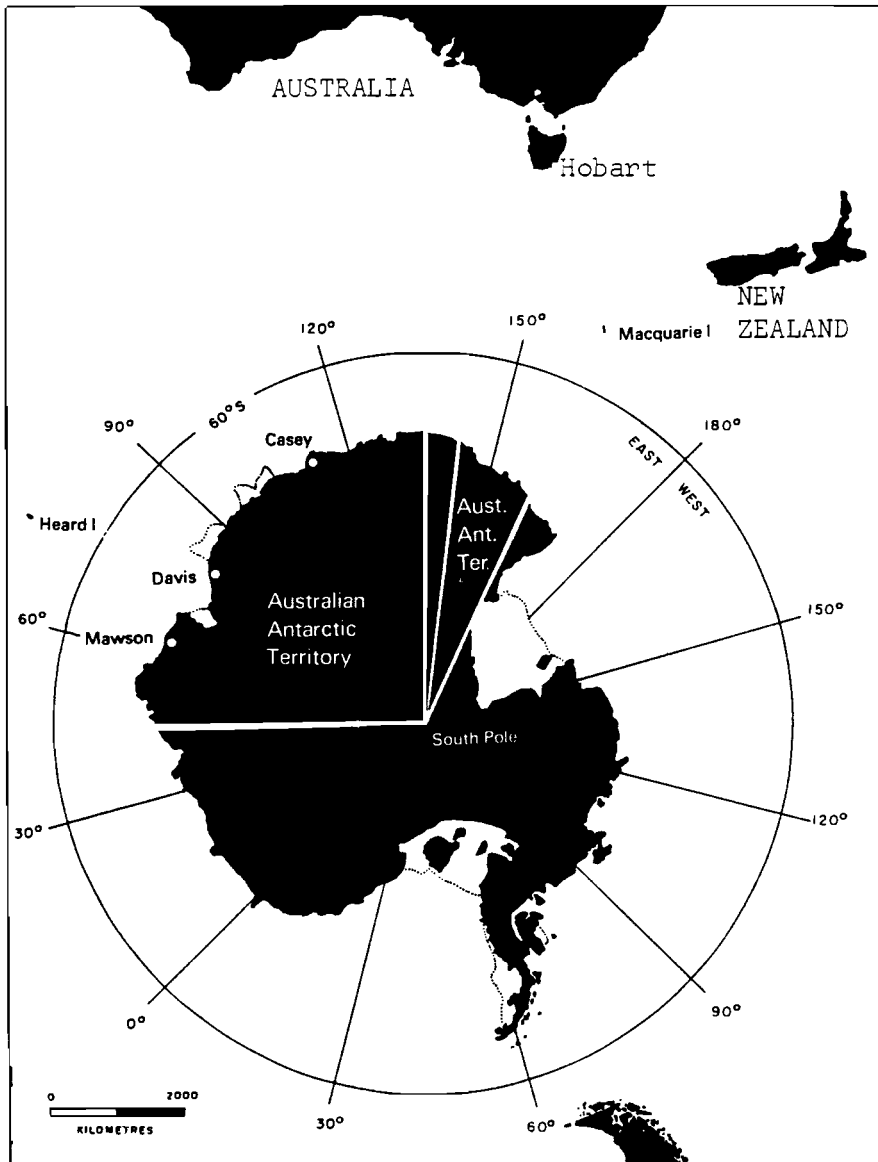 AUSTRALIA
Hobart
NEW
ZEALAND
Macquarie I
120°
150°
60°S
90°
Casey
EAST
180°
WEST
Heard I
Aust.
Ant.
Ter.
Davis
Australian
Antarctic
Territory
60°
Mawson
150°
South Pole
30°
120°
0°
90°
0 2000
KILOMETRES
30°
60°